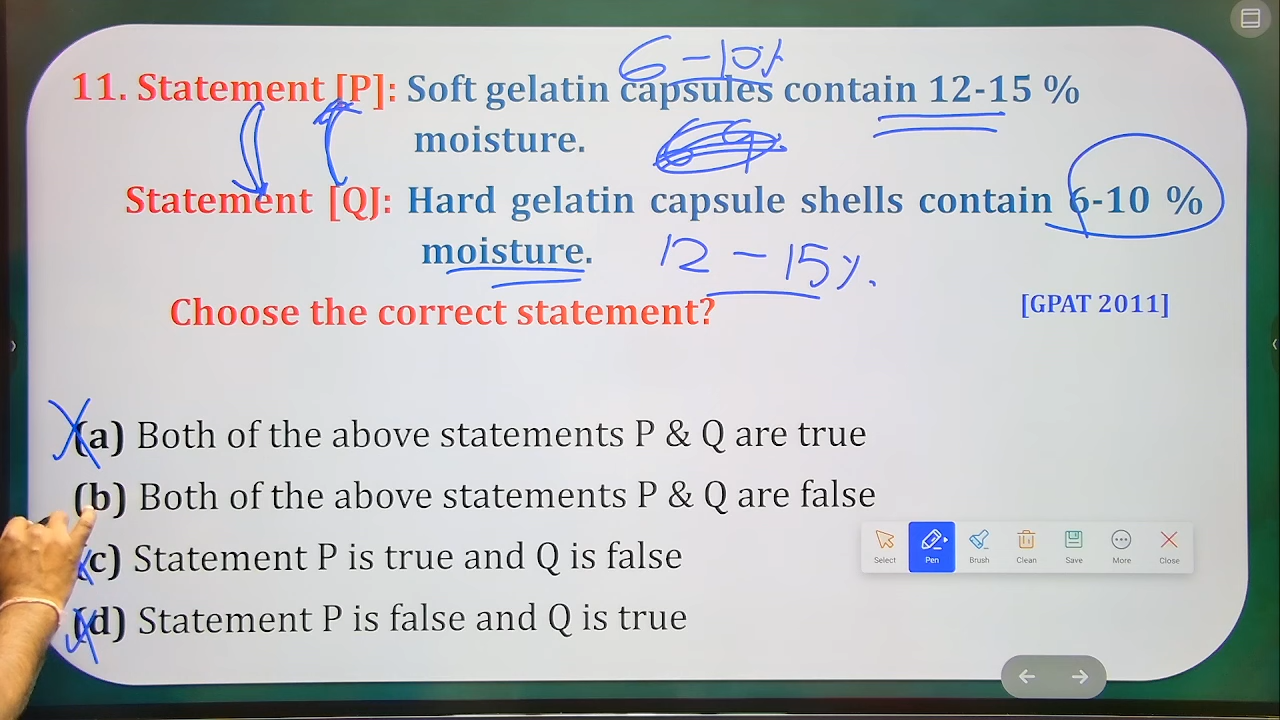 6-10%
11. Statement [P]: Soft gelatin capsules contain 12-15 %
moisture.
Statement [QJ: Hard gelatin capsule shells contain 6-10 %
moisture.
12 - 15%.
Choose the correct statement?
[GPAT 2011]
(a) Both of the above statements P & Q are true
(b) Both of the above statements P & Q are false
(c) Statement P is true and Q is false
(d) Statement P is false and Q is true
Select Pen Brush Clean Save More Close